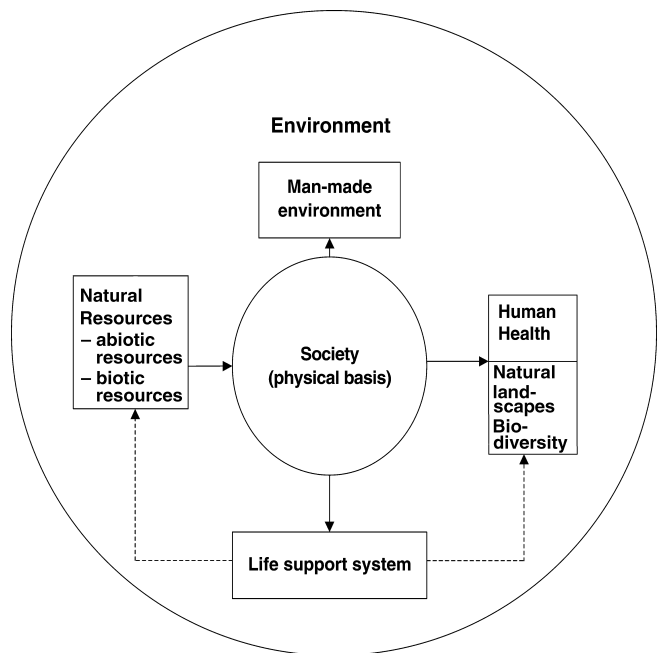 Environment
Man-made
environment
Natural
Resources
– abiotic
resources
– biotic
resources
Society
(physical basis)
Human
Health
Natural
land-
scapes
Bio-
diversity
Life support system